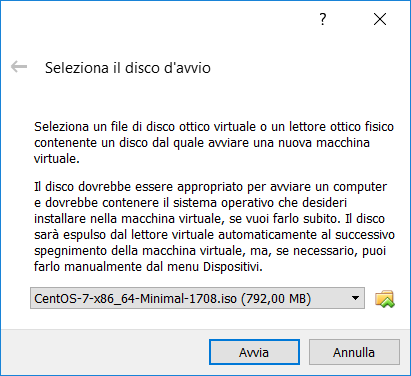 ?
Seleziona il disco d'avvio
Seleziona un file di disco ottico virtuale o un lettore ottico fisico
contenente un disco dal quale avviare una nuova macchina
virtuale.
Il disco dovrebbe essere appropriato per avviare un computer
e dovrebbe contenere il sistema operativo che desideri
installare nella macchina virtuale, se vuoi farlo subito. Il disco
sarà espulso dal lettore virtuale automaticamente al successivo
spegnimento della macchina virtuale, ma, se necessario, puoi
farlo manualmente dal menu Dispositivi.
CentOS-7-x86_64-Minimal-1708.iso (792,00 MB)
Avvia Annulla